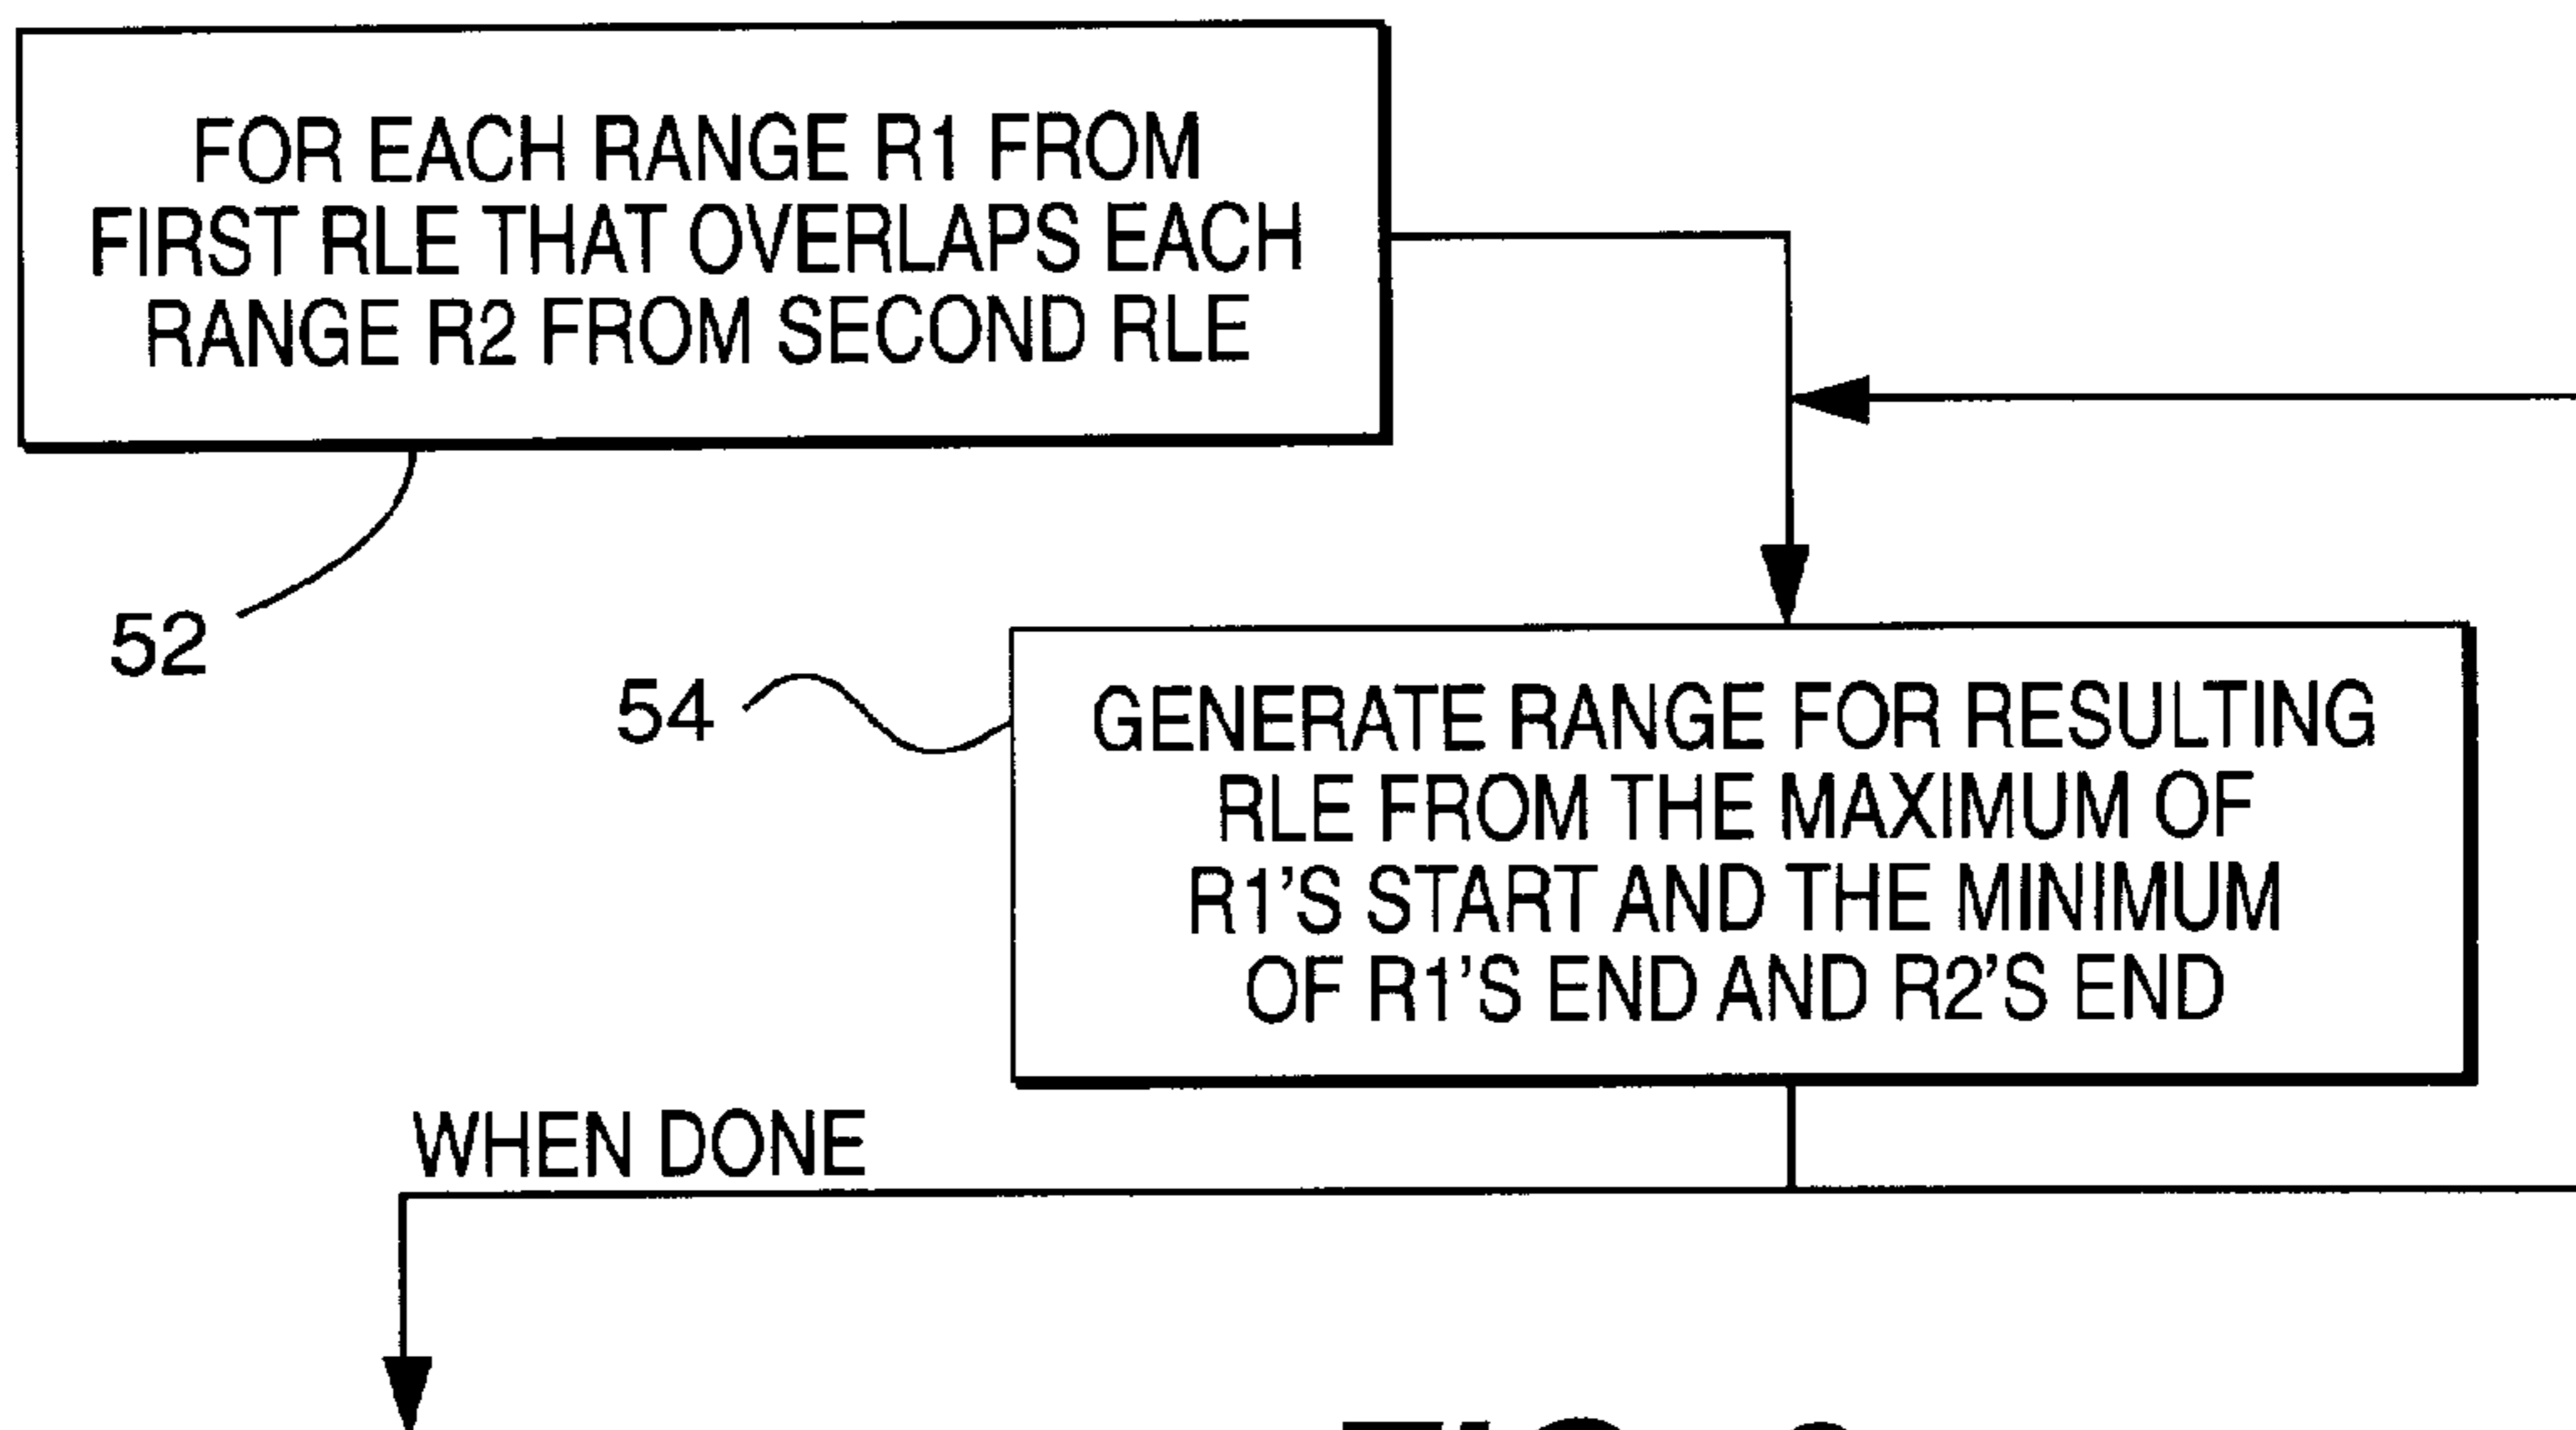 FOR EACH RANGE R1 FROM
FIRST RLE THAT OVERLAPS EACH
RANGE R2 FROM SECOND RLE
52
54
GENERATE RANGE FOR RESULTING
RLE FROM THE MAXIMUM OF
R1'S START AND THE MINIMUM
OF R1'S END AND R2'S END
WHEN DONE